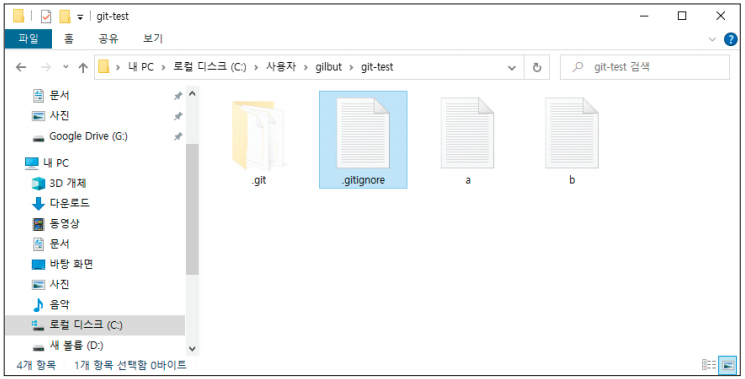 git-test
파일 홈 공유 보기
내 PC › 로컬 디스크 (C:) › 사용자 › gilbut › git-test
git-test 검색
문서
사진
Google Drive (G:)
내 PC
3D 개체
다운로드
동영상
문서
바탕 화면
사진
음악
로컬 디스크 (C:)
새 볼륨 (D:)
.git
.gitignore
a
b
4개 항목 1개 항목 선택함 0바이트